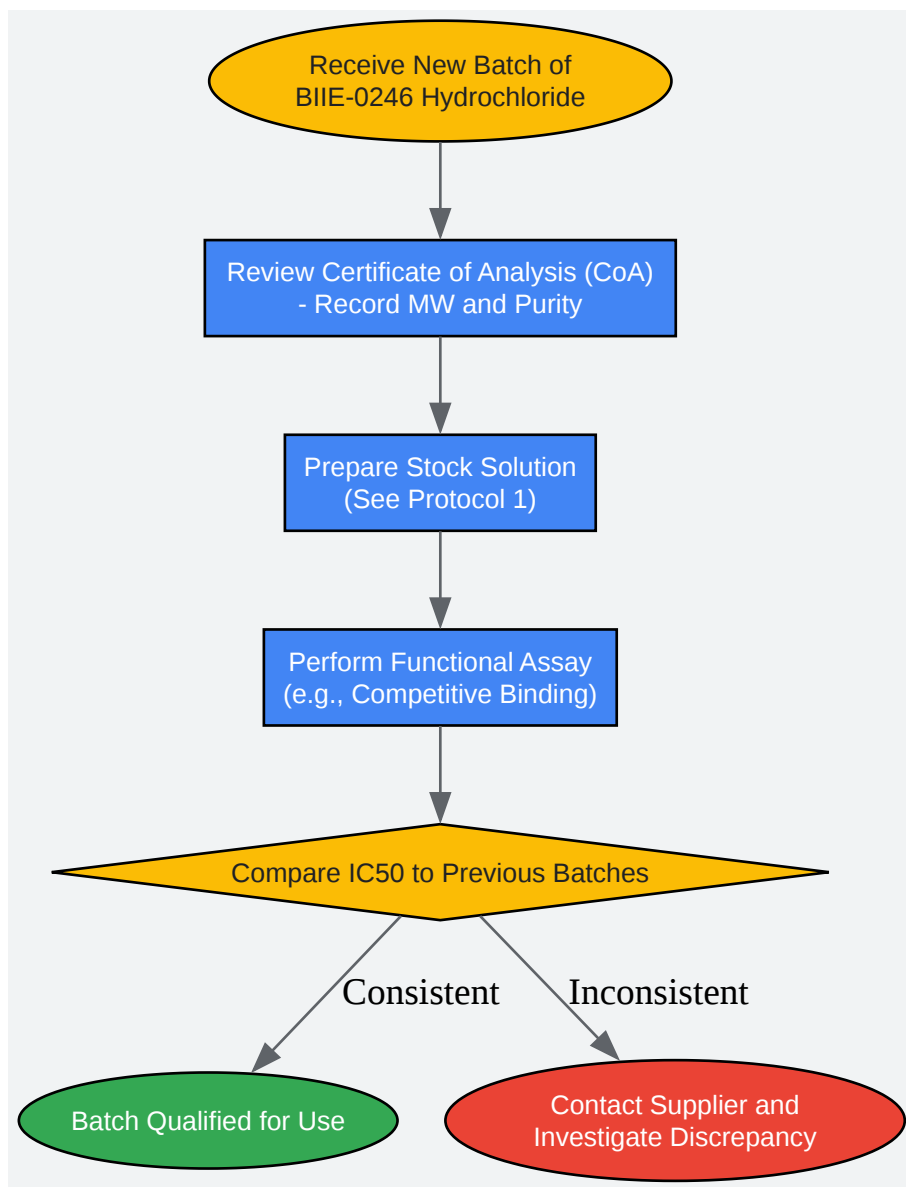 Receive New Batch of
BIIE-0246 Hydrochloride
Review Certificate of Analysis (CoA)
- Record MW and Purity
Prepare Stock Solution
(See Protocol 1)
Perform Functional Assay
(e.g., Competitive Binding)
Compare IC50 to Previous Batches
Consistent
Inconsistent
Batch Qualified for Use
Contact Supplier and
Investigate Discrepancy